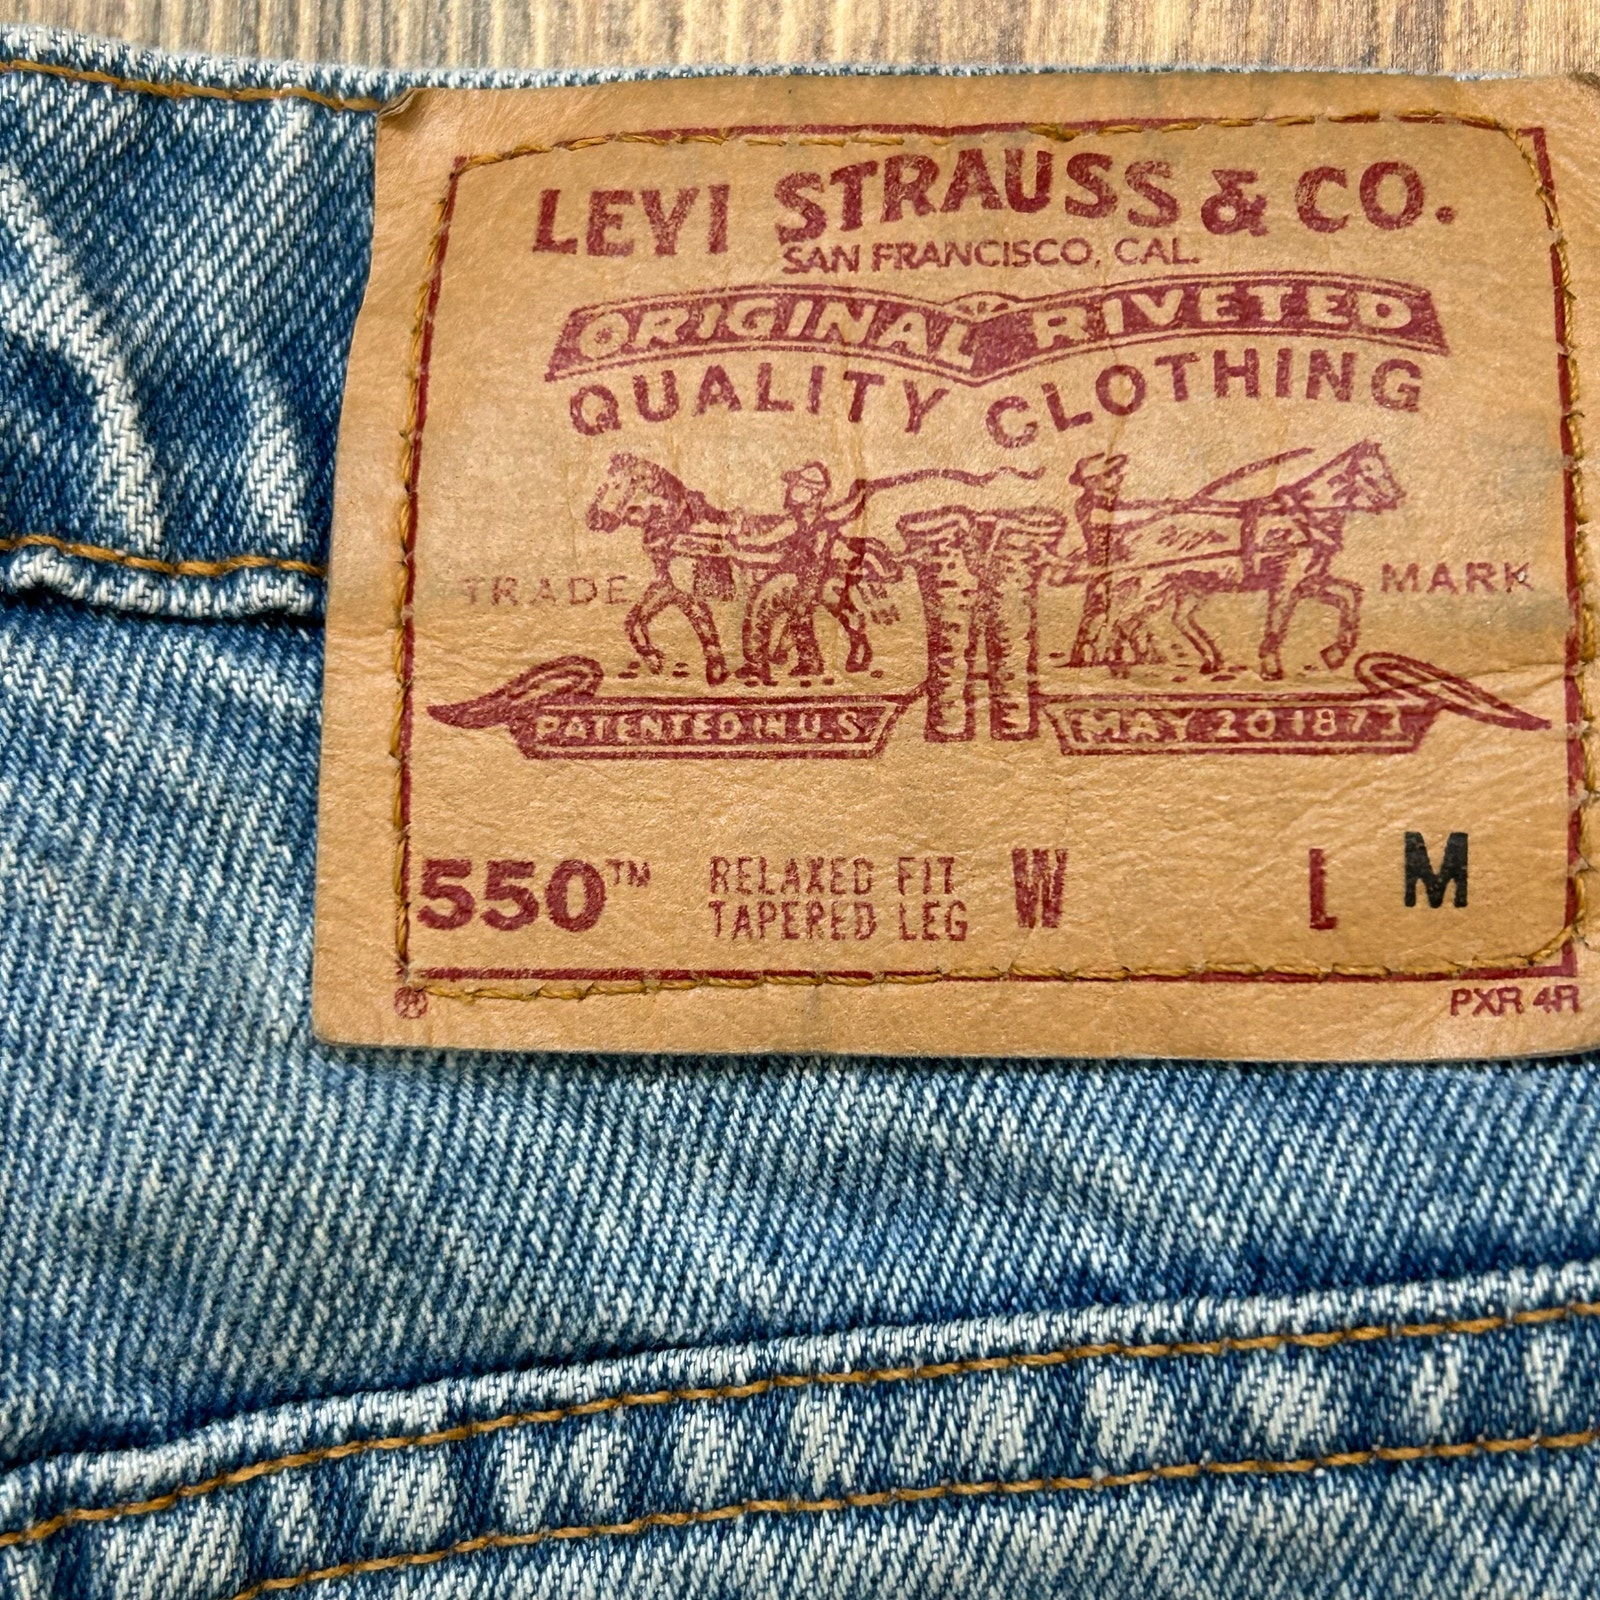 LEVI STRAUSS & CO.
SAN FRANCISCO, CAL.
ORIGINAL RIVETED
QUALITY CLOTHING
TRADE MARK
PATENTED IN U.S. MAY 20 1873
550™ RELAXED FIT TAPERED LEG W L M
® PXR 4R